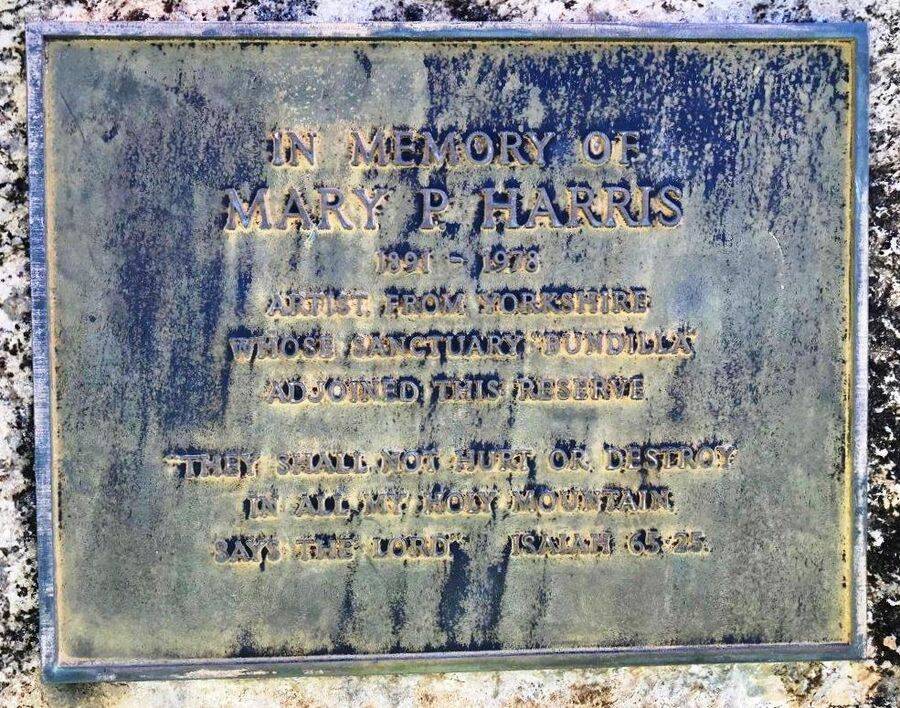 IN MEMORY OF
MARY P. HARRIS
1891 - 1978
ARTIST FROM YORKSHIRE
WHOSE SANCTUARY "BUNDILLA"
ADJOINED THIS RESERVE
"THEY SHALL NOT HURT OR DESTROY
IN ALL MY HOLY MOUNTAIN
SAYS THE LORD" ISAIAH 65-25.